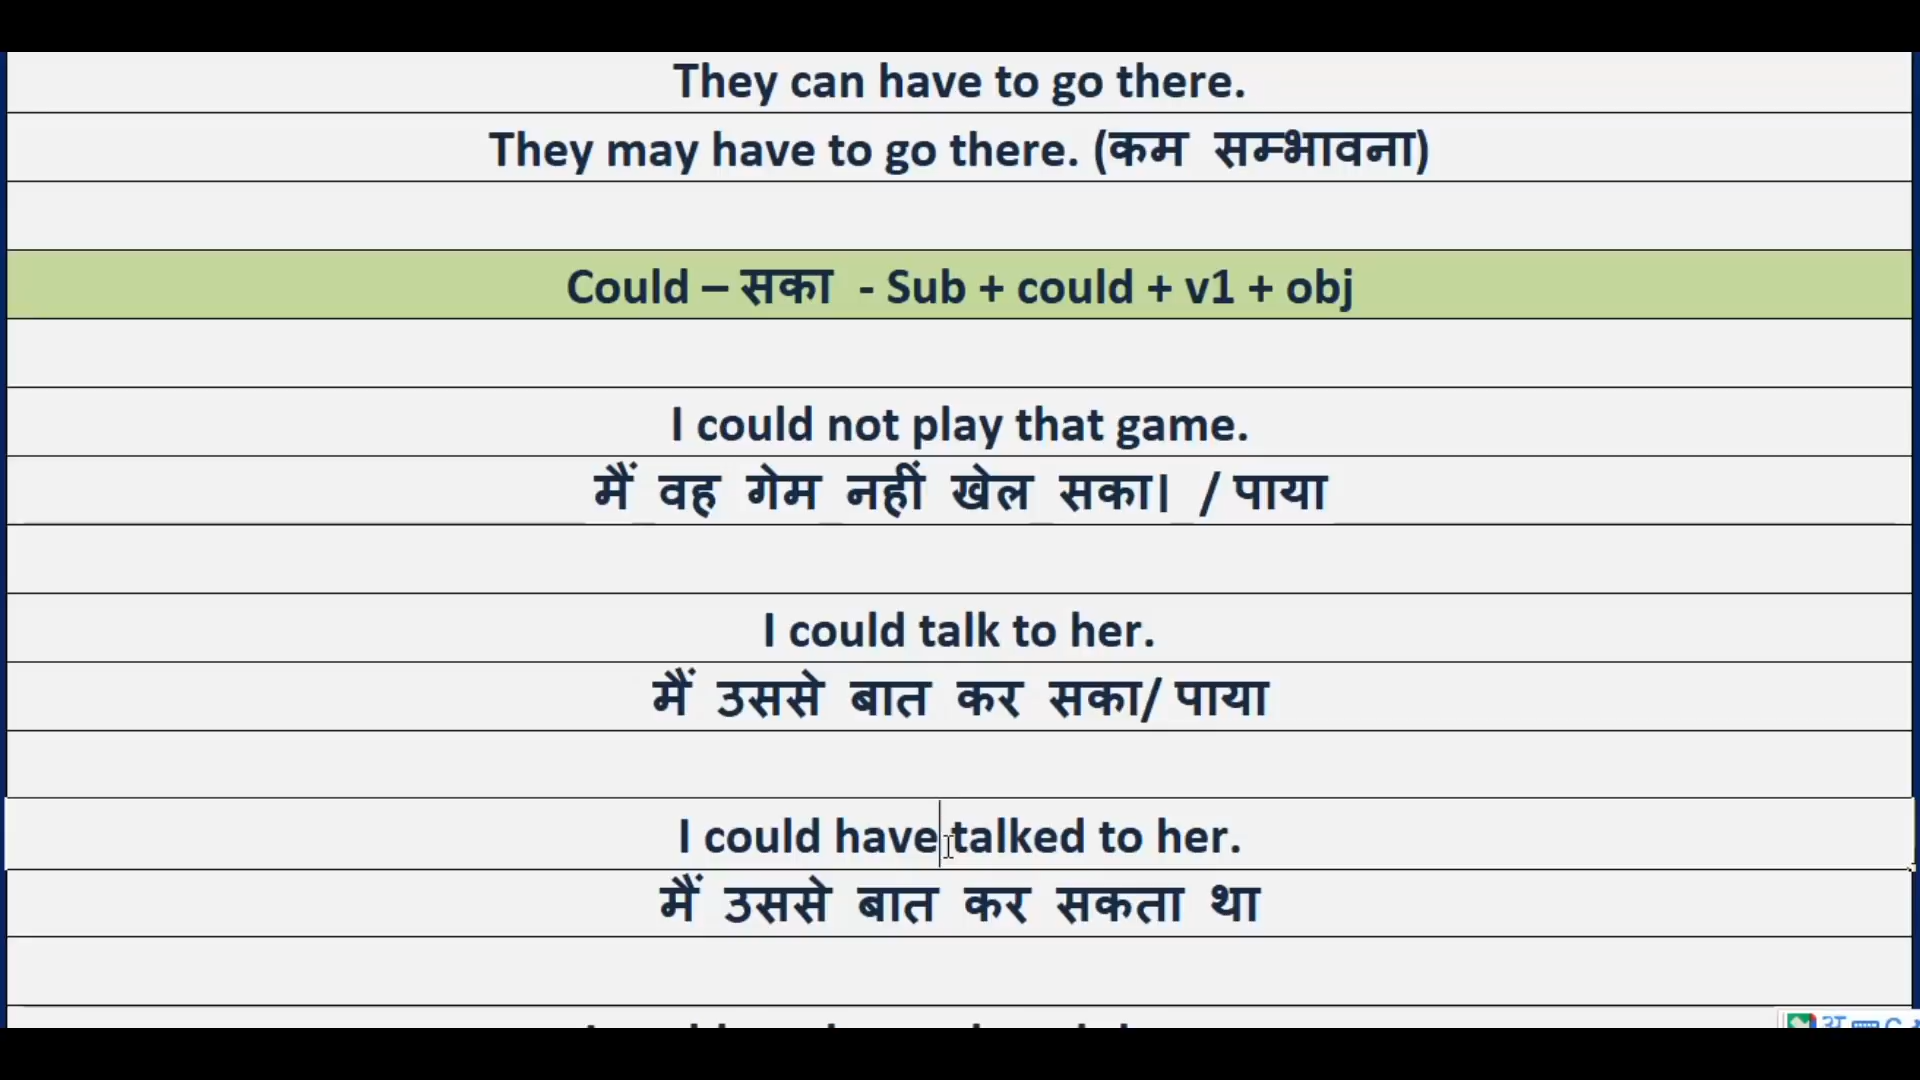 They can have to go there.
They may have to go there. (कम सम्भावना)
Could – सका - Sub + could + v1 + obj
I could not play that game.
मैं वह गेम नहीं खेल सका। / पाया
I could talk to her.
मैं उससे बात कर सका/ पाया
I could have talked to her.
मैं उससे बात कर सकता था